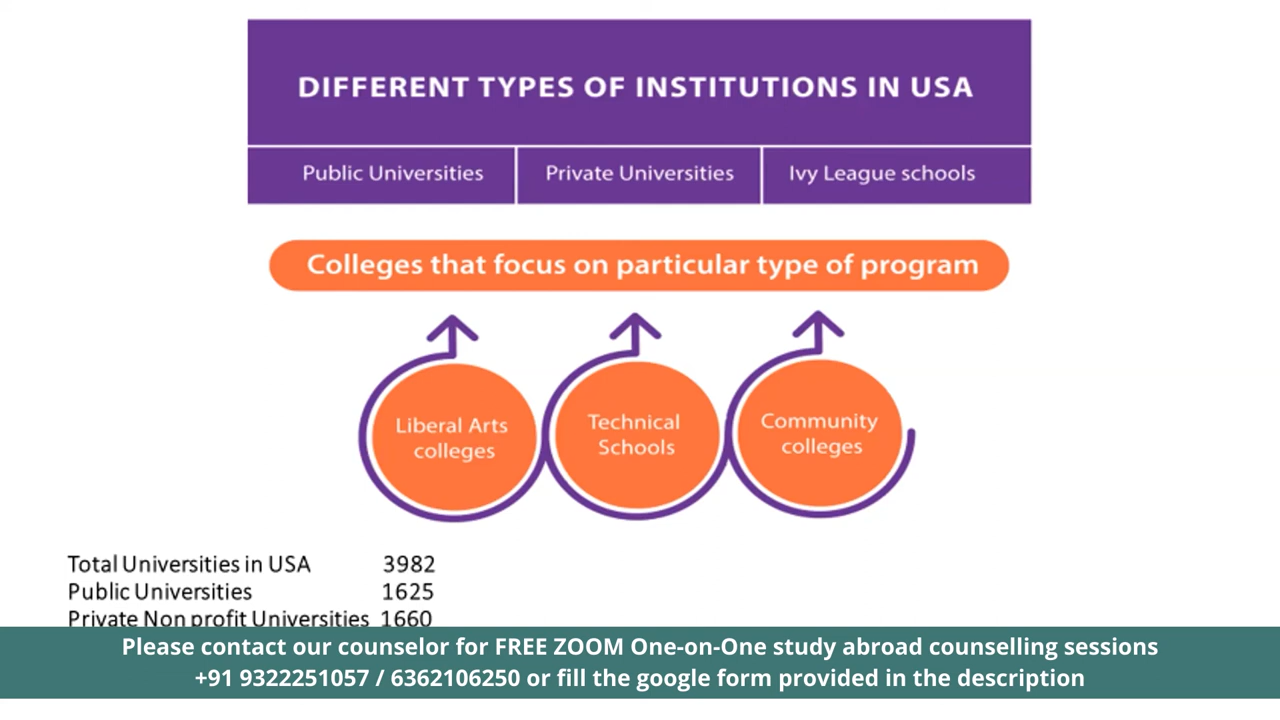 DIFFERENT TYPES OF INSTITUTIONS IN USA
Public Universities
Private Universities
Ivy League schools
Colleges that focus on particular type of program
Liberal Arts
colleges
Technical
Schools
Community
colleges
Total Universities in USA 3982
Public Universities 1625
Private Non profit Universities 1660
Please contact our counselor for FREE ZOOM One-on-One study abroad counselling sessions
+91 9322251057 / 6362106250 or fill the google form provided in the description